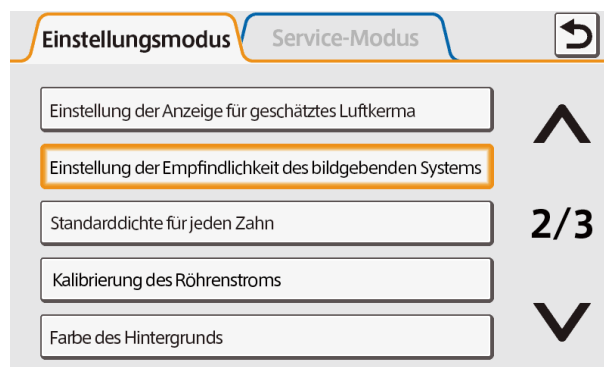 Einstellungsmodus
Service-Modus
Einstellung der Anzeige für geschätztes Luftkerma
Einstellung der Empfindlichkeit des bildgebenden Systems
Standarddichte für jeden Zahn
2/3
Kalibrierung des Röhrenstroms
Farbe des Hintergrunds